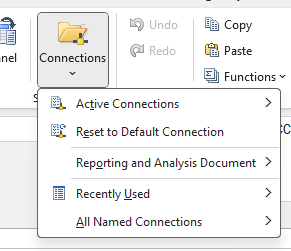 Connections
Undo
Redo
Copy
Paste
Functions
Active Connections
Reset to Default Connection
Reporting and Analysis Document
Recently Used
All Named Connections